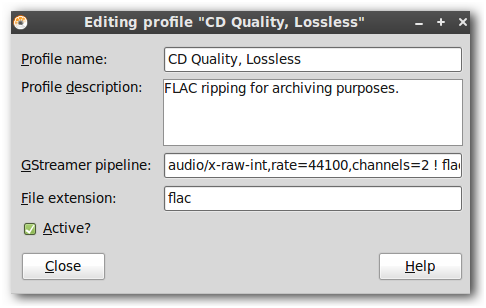 Editing profile "CD Quality, Lossless"
Profile name: CD Quality, Lossless
Profile description: FLAC ripping for archiving purposes.
GStreamer pipeline: audio/x-raw-int,rate=44100,channels=2 ! flac
File extension: flac
Active?
Close Help